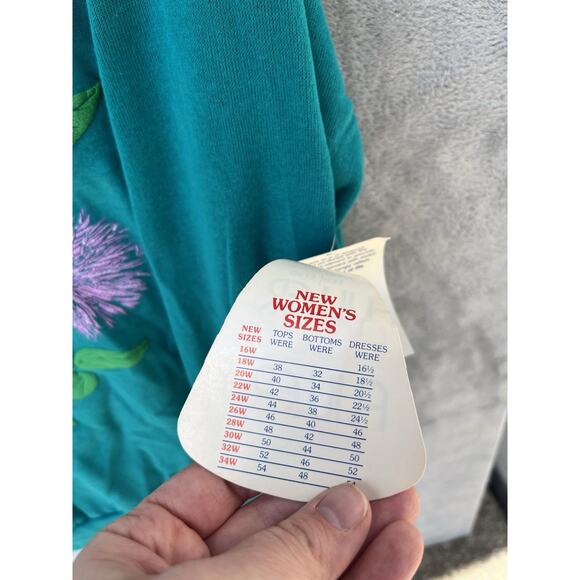 NEW
WOMEN'S
SIZES
NEW SIZES TOPS WERE BOTTOMS WERE DRESSES WERE
16W 16½
18W 38 32 18½
20W 40 34 20½
22W 42 36 22½
24W 44 38 24½
26W 46 40 46
28W 48 42 48
30W 50 44 50
32W 52 46 52
34W 54 48